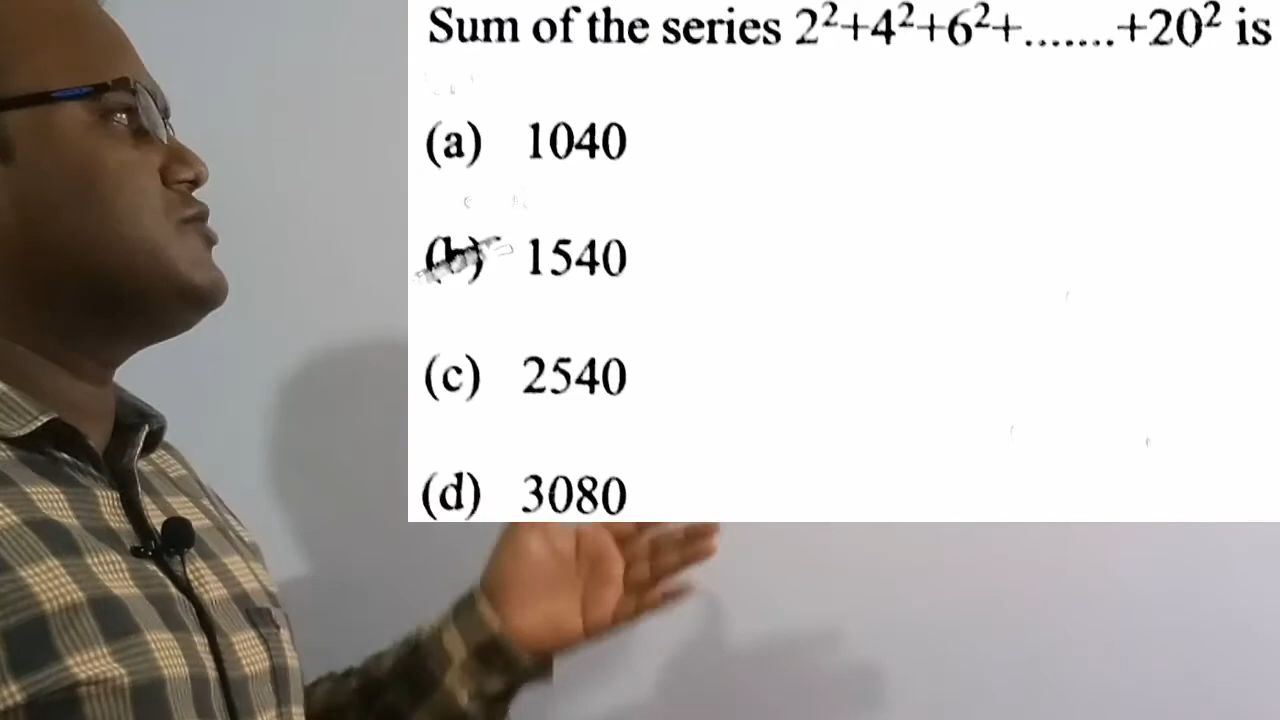 Sum of the series 2²+4²+6²+.......+20² is
(a) 1040
(b) 1540
(c) 2540
(d) 3080